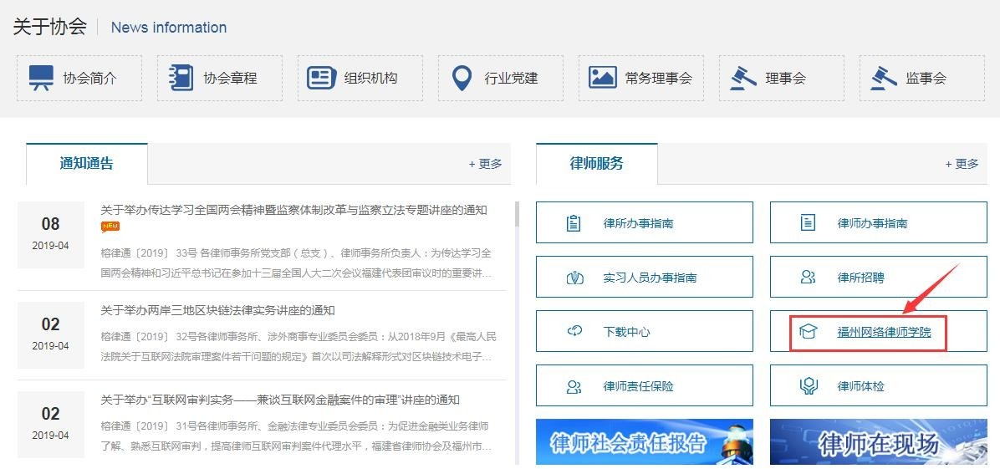 关于协会 News information
协会简介 协会章程 组织机构 行业党建 常务理事会 理事会 监事会
通知通告 + 更多
08
2019-04
关于举办传达学习全国两会精神暨监察体制改革与监察立法专题讲座的通知
NEW
榕律通〔2019〕 33号 各律师事务所党支部（总支）、律师事务所负责人：为传达学习全
国两会精神和习近平总书记在参加十三届全国人大二次会议福建代表团审议时的重要讲...
02
2019-04
关于举办两岸三地区块链法律实务讲座的通知
榕律通〔2019〕 32号各律师事务所、涉外商事专业委员会委员：从2018年9月《最高人民
法院关于互联网法院审理案件若干问题的规定》首次以司法解释形式对区块链技术电子...
02
2019-04
关于举办“互联网审判实务——兼谈互联网金融案件的审理”讲座的通知
榕律通〔2019〕 31号各律师事务所、金融法律专业委员会委员：为促进金融类业务律师
了解、熟悉互联网审判，提高律师互联网审判案件代理水平，福建省律师协会及福州市...
律师服务 + 更多
律所办事指南 律师办事指南
实习人员办事指南 律所招聘
下载中心 福州网络律师学院
律师责任保险 律师体检
律师社会责任报告 律师在现场